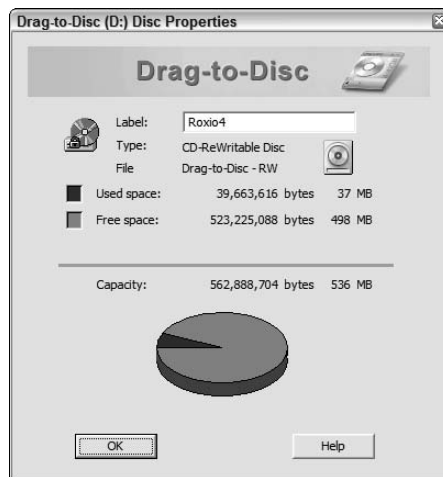 Drag-to-Disc (D:) Disc Properties
Drag-to-Disc
Label: Roxio4
Type: CD-ReWritable Disc
File Drag-to-Disc - RW
Used space: 39,663,616 bytes 37 MB
Free space: 523,225,088 bytes 498 MB
Capacity: 562,888,704 bytes 536 MB
OK Help